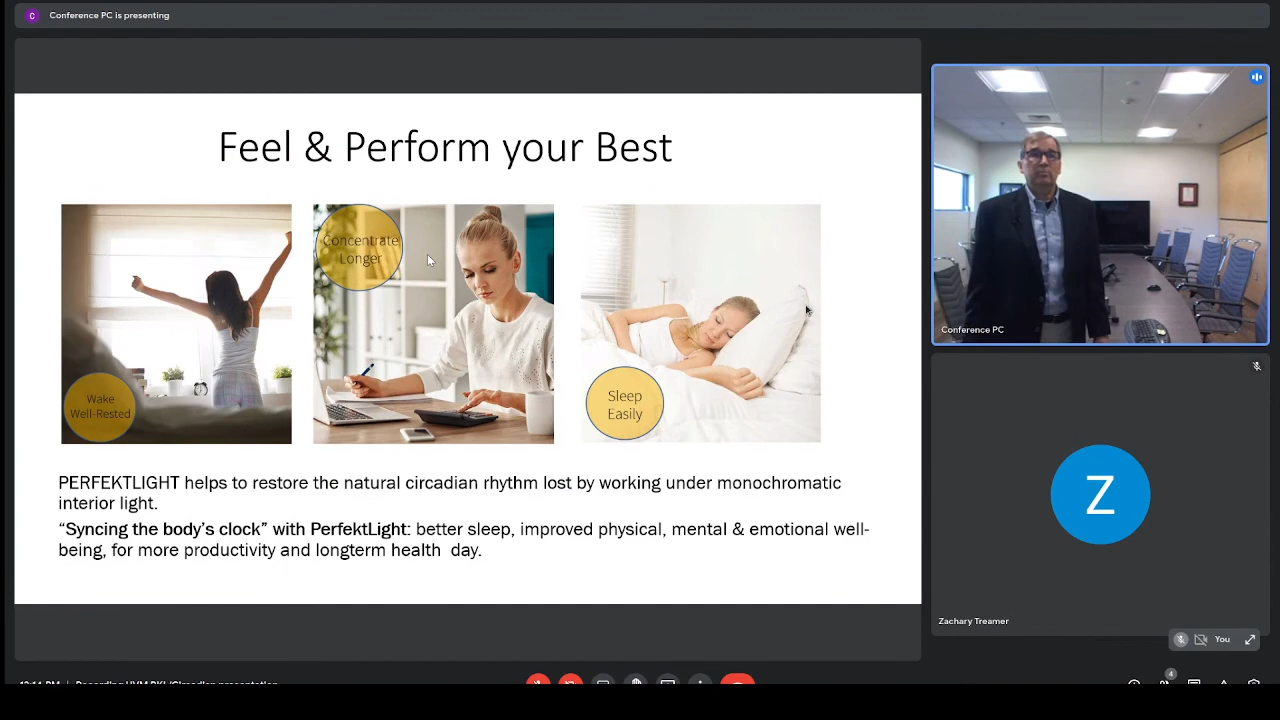 C Conference PC is presenting
Feel & Perform your Best
Concentrate
Longer
Wake
Well-Rested
Sleep
Easily
PERFEKTLIGHT helps to restore the natural circadian rhythm lost by working under monochromatic
interior light.
“Syncing the body’s clock” with PerfektLight: better sleep, improved physical, mental & emotional well-
being, for more productivity and longterm health day.
Conference PC
Z
Zachary Treamer
You
4